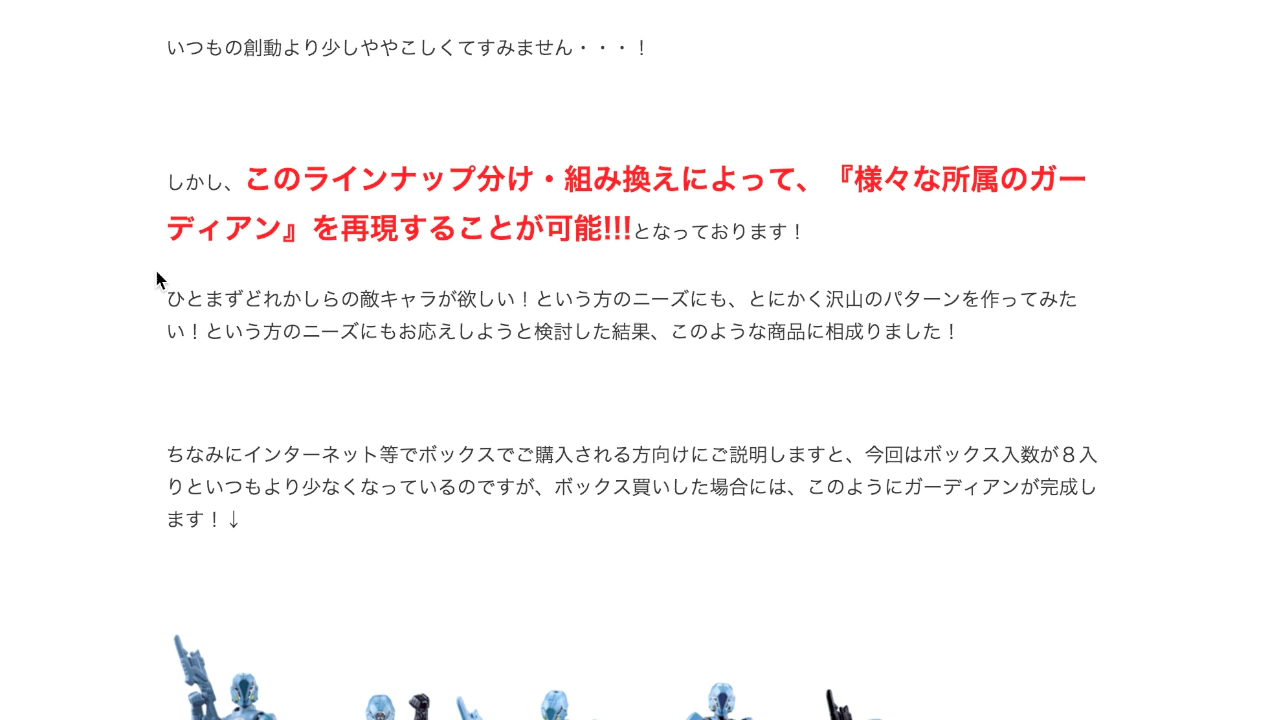 いつもの創動より少しややこしくてすみません・・・！
しかし、このラインナップ分け・組み換えによって、『様々な所属のガー
ディアン』を再現することが可能!!!となっております！
ひとまずどれかしらの敵キャラが欲しい！という方のニーズにも、とにかく沢山のパターンを作ってみた
い！という方のニーズにもお応えしようと検討した結果、このような商品に相成りました！
ちなみにインターネット等でボックスでご購入される方向けにご説明しますと、今回はボックス入数が８入
りといつもより少なくなっているのですが、ボックス買いした場合には、このようにガーディアンが完成し
ます！↓